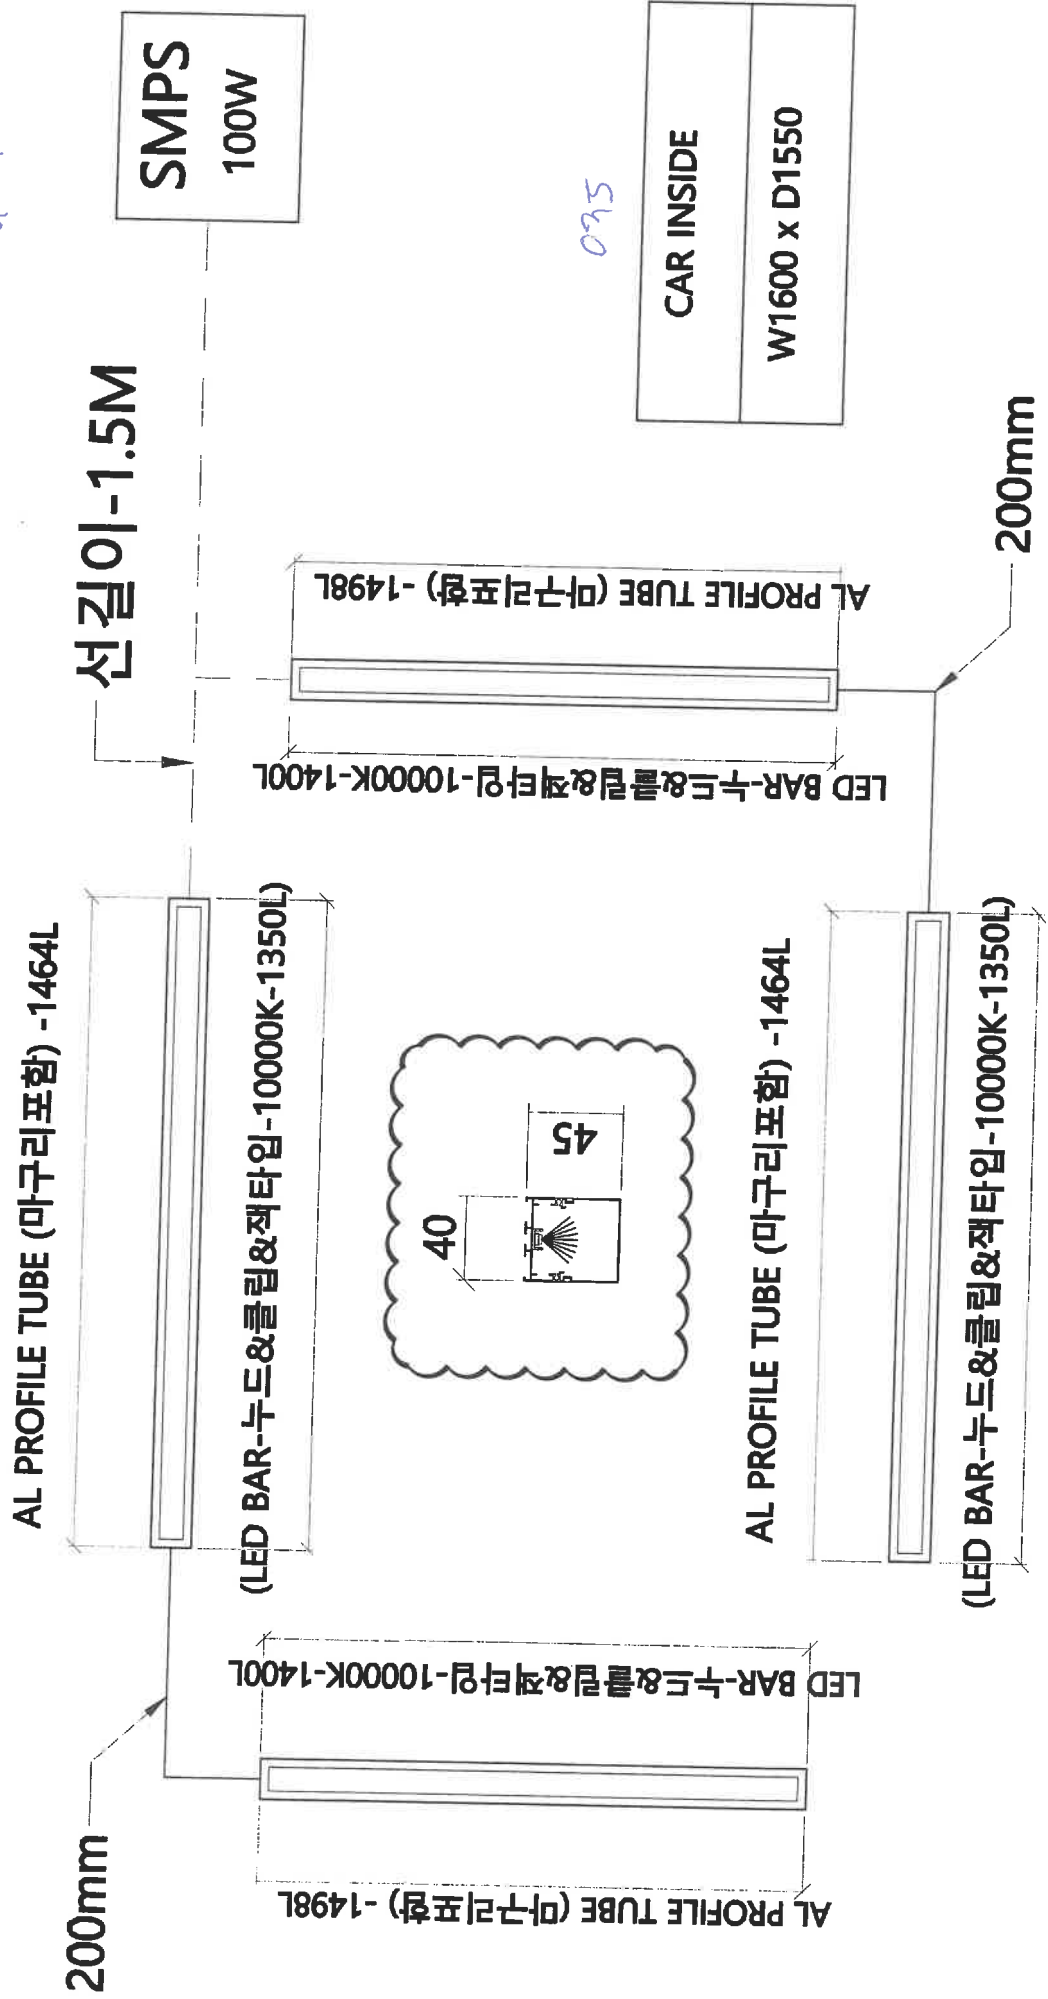 SMPS
100W
선길이-1.5M
200mm
AL PROFILE TUBE (마구리포함) -1464L
(LED BAR-누드&클립&잭타입-10000K-1350L)
AL PROFILE TUBE (마구리포함) -1498L
LED BAR-누드&클립&잭타입-10000K-1400L
40
45
LED BAR-누드&클립&잭타입-10000K-1400L
AL PROFILE TUBE (마구리포함) -1498L
AL PROFILE TUBE (마구리포함) -1464L
(LED BAR-누드&클립&잭타입-10000K-1350L)
200mm
CAR INSIDE
W1600 x D1550